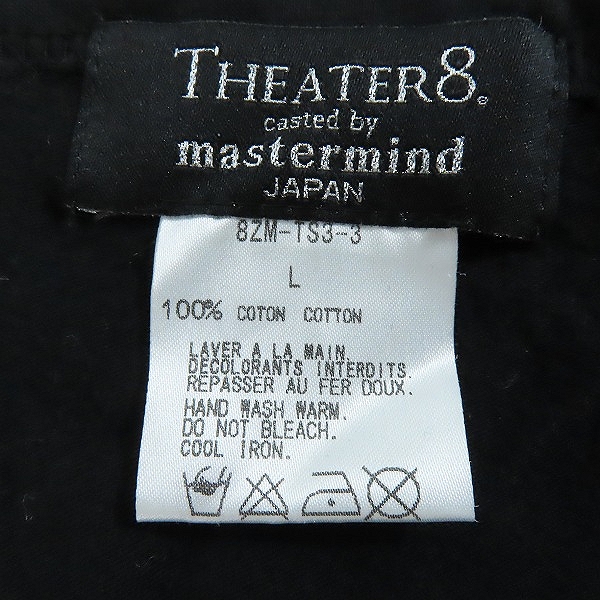 THEATER8.
casted by
mastermind
JAPAN
8ZM-TS3-3
L
100% COTON COTTON
LAVER A LA MAIN.
DECOLORANTS INTERDITS.
REPASSER AU FER DOUX.
HAND WASH WARM.
DO NOT BLEACH.
COOL IRON.